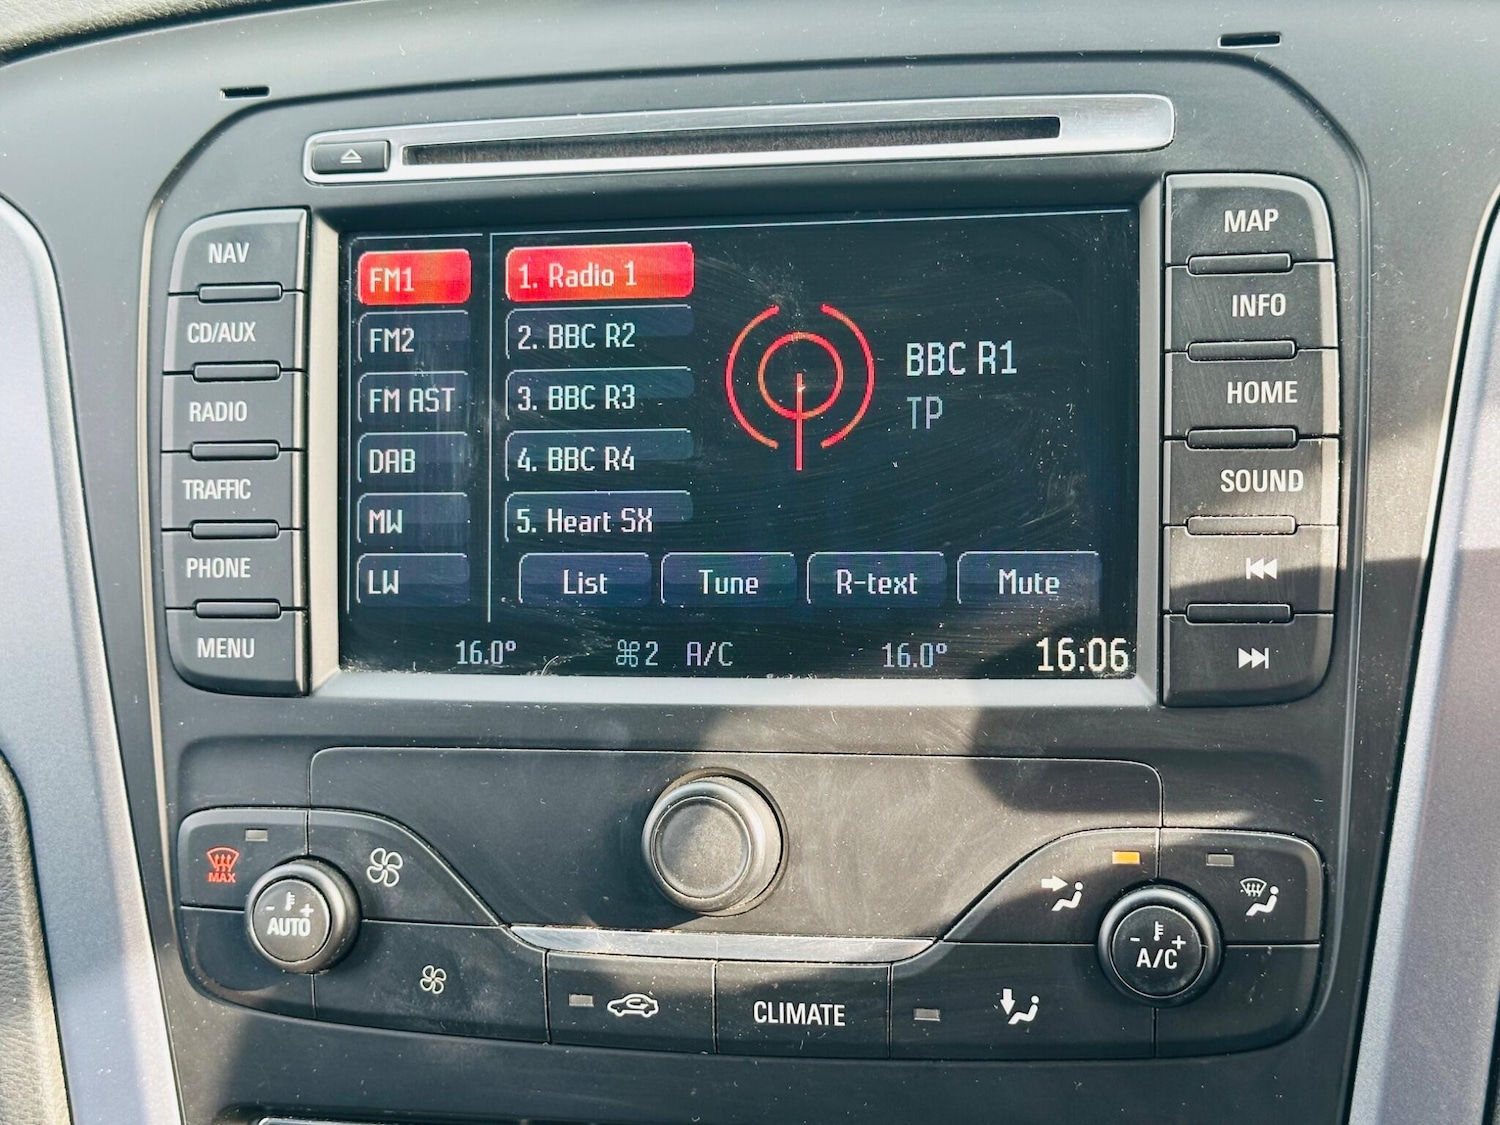 NAV
CD/AUX
RADIO
TRAFFIC
PHONE
MENU
FM1
FM2
FM AST
DAB
MW
LW
1. Radio 1
2. BBC R2
3. BBC R3
4. BBC R4
5. Heart SX
BBC R1
TP
List Tune R-text Mute
16.0° 2 A/C 16.0° 16:06
MAP
INFO
HOME
SOUND
MAX
- +
AUTO
CLIMATE
- +
A/C